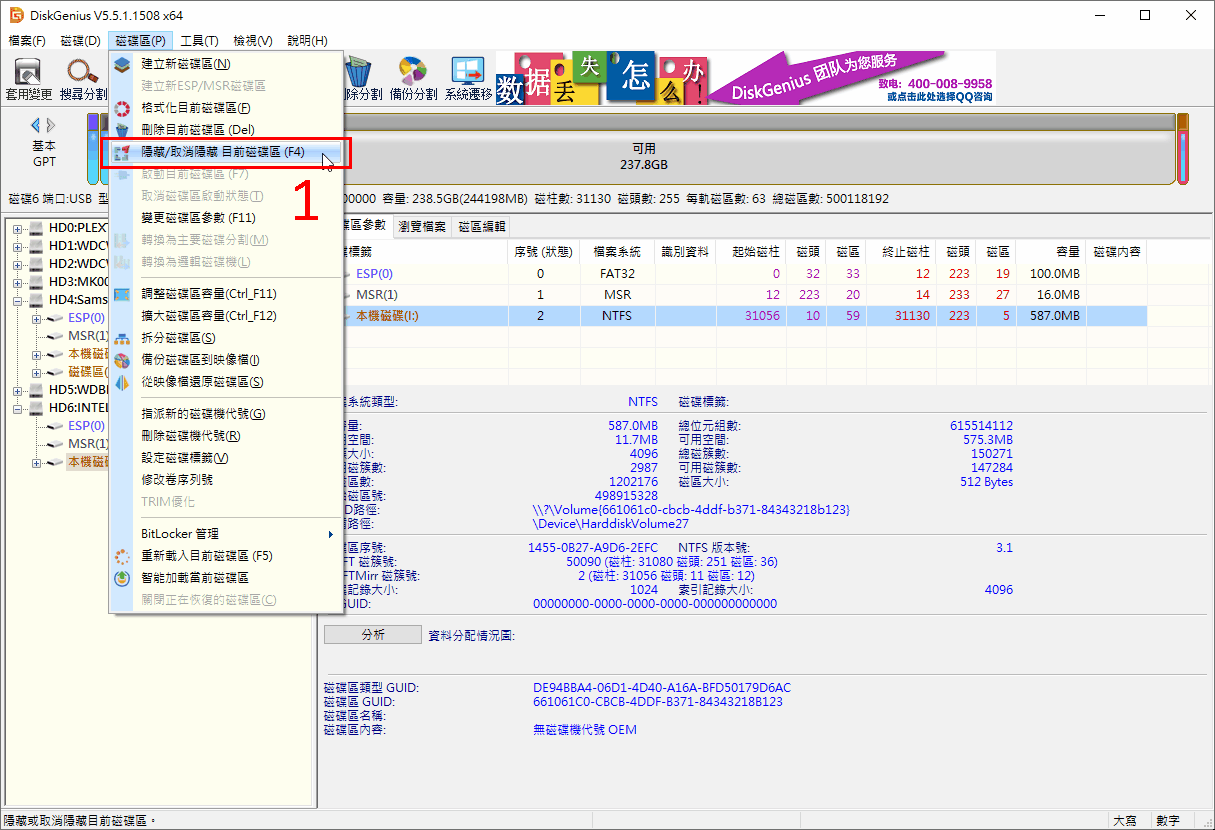 DiskGenius V5.5.1.1508 x64
檔案(F) 磁碟(D) 磁碟區(P) 工具(T) 檢視(V) 說明(H)
套用變更 搜尋分割 刪除分割 備份分割 系統遷移
数据丢失怎么办!
DiskGenius 团队为您服务
致电: 400-008-9958
或点击此处选择QQ咨询
基本
GPT
可用
237.8GB
磁碟6 端口:USB 型
00000 容量: 238.5GB(244198MB) 磁柱數: 31130 磁頭數: 255 每軌磁區數: 63 總磁區數: 500118192
建立新磁碟區(N)
建立新ESP/MSR磁碟區
格式化目前磁碟區(F)
刪除目前磁碟區 (Del)
隱藏/取消隱藏 目前磁碟區 (F4)
啟動目前磁碟區 (F7)
取消磁碟區啟動狀態(T)
變更磁碟區參數 (F11)
轉換為主要磁碟分割(M)
轉換為邏輯磁碟機(L)
調整磁碟區容量(Ctrl_F11)
擴大磁碟區容量(Ctrl_F12)
拆分磁碟區(S)
備份磁碟區到映像檔(I)
從映像檔還原磁碟區(S)
指派新的磁碟機代號(G)
刪除磁碟機代號(R)
設定磁碟標籤(V)
修改卷序列號
TRIM優化
BitLocker 管理
重新載入目前磁碟區 (F5)
智能加載當前磁碟區
關閉正在恢復的磁碟區(C)
1
HD0:PLEX
HD1:WDC
HD2:WDC
HD3:MK00
HD4:Sams
ESP(0)
MSR(1)
本機磁碟
磁碟區(
HD5:WDB
HD6:INTEL
ESP(0)
MSR(1)
本機磁碟
區參數 瀏覽檔案 磁區編輯
標籤 序號 (狀態) 檔案系統 識別資料 起始磁柱 磁頭 磁區 終止磁柱 磁頭 磁區 容量 磁碟內容
ESP(0) 0 FAT32 0 32 33 12 223 19 100.0MB
MSR(1) 1 MSR 12 223 20 14 233 27 16.0MB
本機磁碟(I:) 2 NTFS 31056 10 59 31130 223 5 587.0MB
系統類型: NTFS 磁碟標籤:
量: 587.0MB 總位元組數: 615514112
用空間: 11.7MB 可用空間: 575.3MB
大小: 4096 總磁簇數: 150271
磁簇數: 2987 可用磁簇數: 147284
區數: 1202176 磁區大小: 512 Bytes
磁區號: 498915328
D路徑: \\?\Volume{661061c0-cbcb-4ddf-b371-84343218b123}
路徑: \Device\HarddiskVolume27
區序號: 1455-0B27-A9D6-2EFC NTFS 版本號: 3.1
FT 磁簇號: 50090 (磁柱: 31080 磁頭: 251 磁區: 36)
FTMirr 磁簇號: 2 (磁柱: 31056 磁頭: 11 磁區: 12)
記錄大小: 1024 索引記錄大小: 4096
GUID: 00000000-0000-0000-0000-000000000000
分析 資料分配情況圖:
磁碟區類型 GUID: DE94BBA4-06D1-4D40-A16A-BFD50179D6AC
磁碟區 GUID: 661061C0-CBCB-4DDF-B371-84343218B123
磁碟區名稱:
磁碟區內容: 無磁碟機代號 OEM
隱藏或取消隱藏目前磁碟區。
大寫 數字